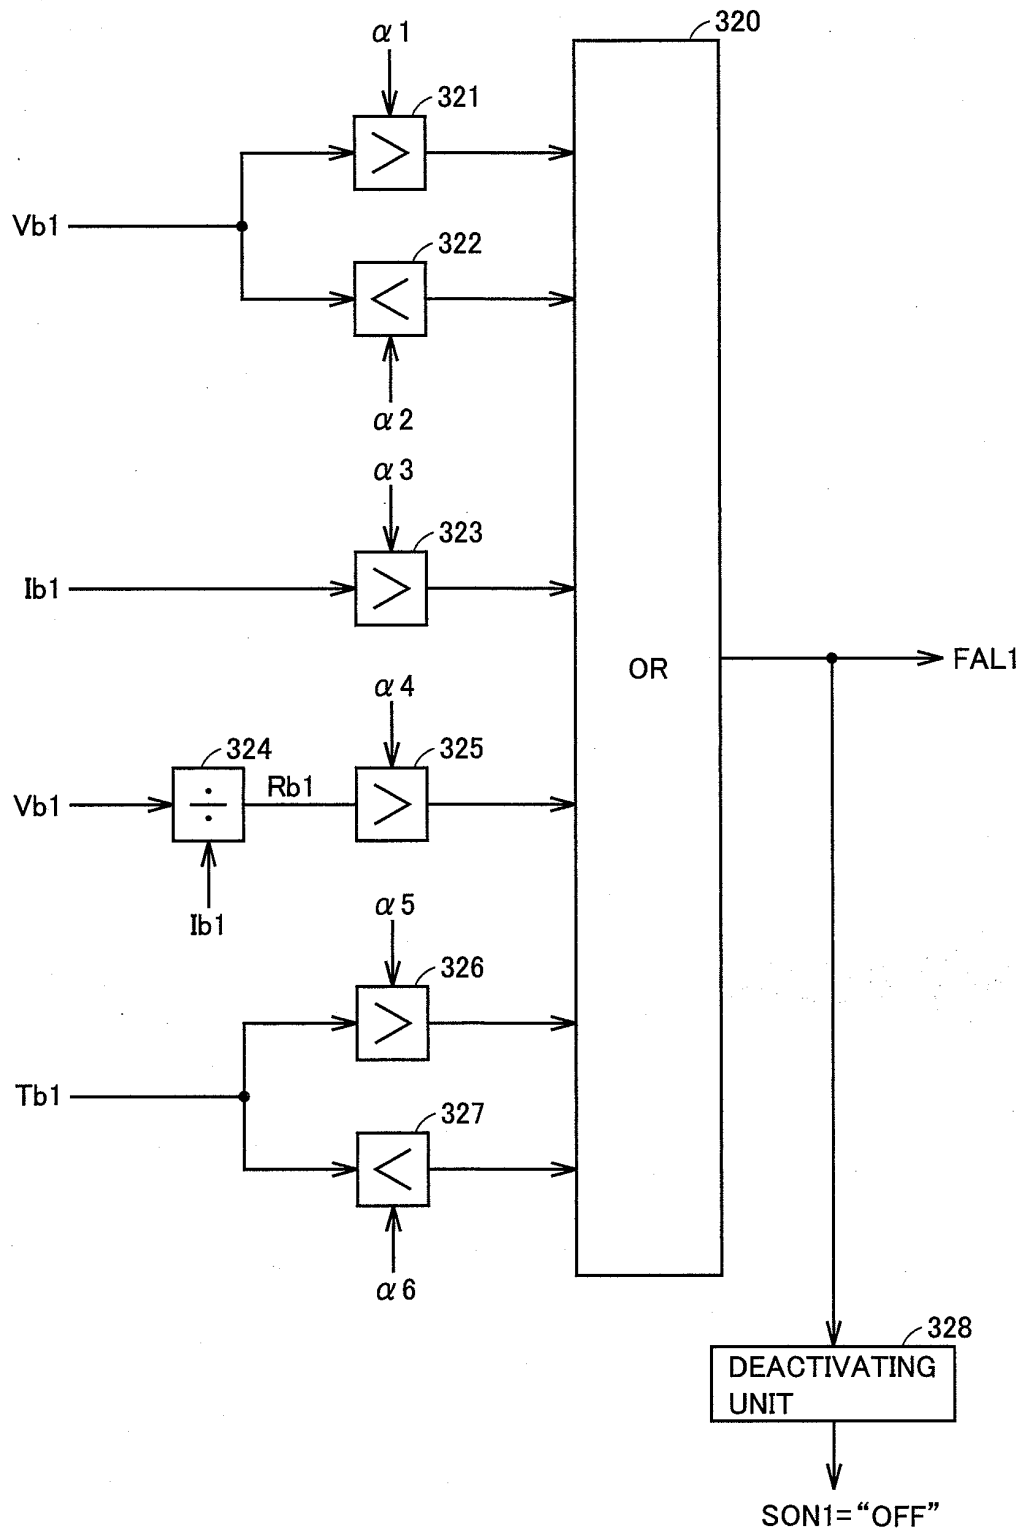 320
α1
321
>
Vb1
322
<
α2
α3
323
Ib1
>
OR
FAL1
α4
324
325
Vb1
÷
Rb1
>
Ib1
α5
326
>
Tb1
327
<
α6
328
DEACTIVATING
UNIT
SON1="OFF"